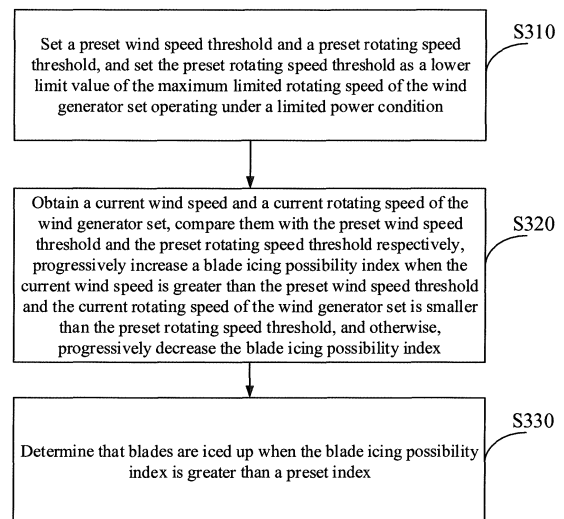 S310
Set a preset wind speed threshold and a preset rotating speed
threshold, and set the preset rotating speed threshold as a lower
limit value of the maximum limited rotating speed of the wind
generator set operating under a limited power condition
S320
Obtain a current wind speed and a current rotating speed of the
wind generator set, compare them with the preset wind speed
threshold and the preset rotating speed threshold respectively,
progressively increase a blade icing possibility index when the
current wind speed is greater than the preset wind speed threshold
and the current rotating speed of the wind generator set is smaller
than the preset rotating speed threshold, and otherwise,
progressively decrease the blade icing possibility index
S330
Determine that blades are iced up when the blade icing possibility
index is greater than a preset index